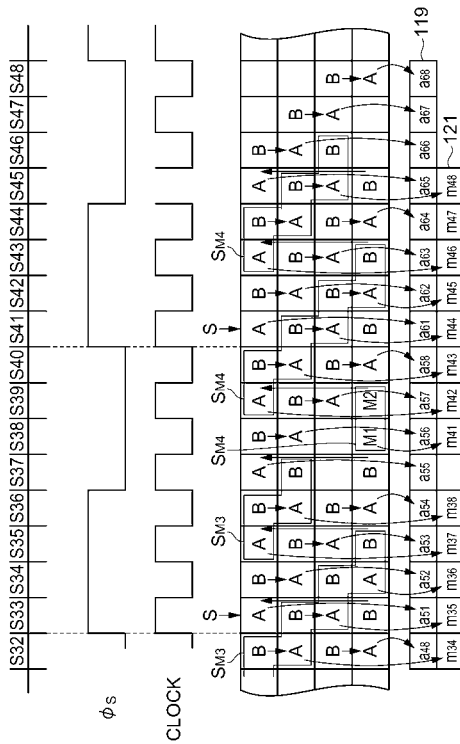 S32 S33 S34 S35 S36 S37 S38 S39 S40 S41 S42 S43 S44 S45 S46 S47 S48
φS
CLOCK
SM3 S SM3 SM4 SM4 S SM4
B A B A B A B A B A B A B A B
A B A B A A B A B A B A B A B
B A B A B A B A B A B A B A B
A B A B A B M1 M2 A B A B A B A
a48 a51 a52 a53 a54 a55 a56 a57 a58 a61 a62 a63 a64 a65 a66 a67 a68 119
m34 m35 m136 m37 m38 m41 m42 m43 m44 m45 m46 m47 m48 121